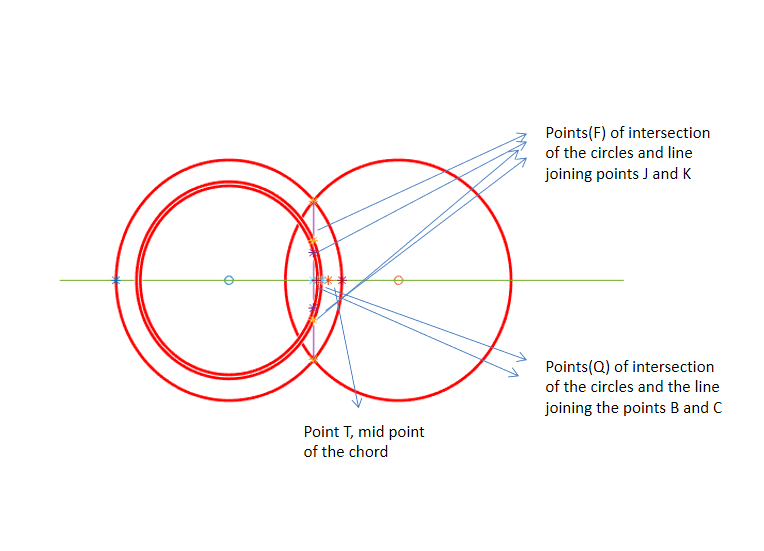 Points(F) of intersection
of the circles and line
joining points J and K
Points(Q) of intersection
of the circles and the line
joining the points B and C
Point T, mid point
of the chord